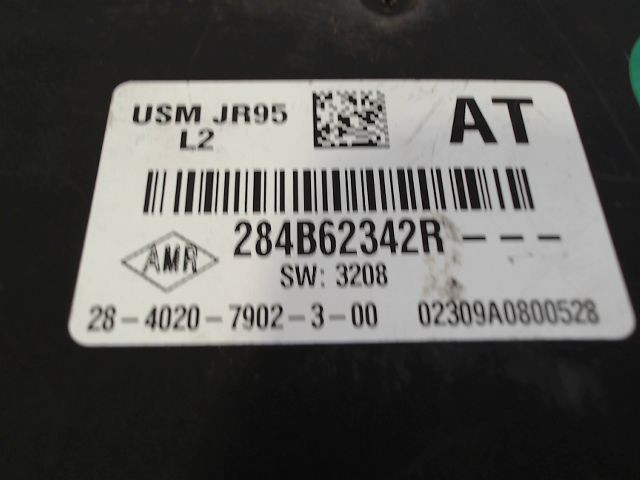 USM JR95
L2
AT
284B62342R - - -
AMR
SW: 3208
28-4020-7902-3-00 02309A0800528